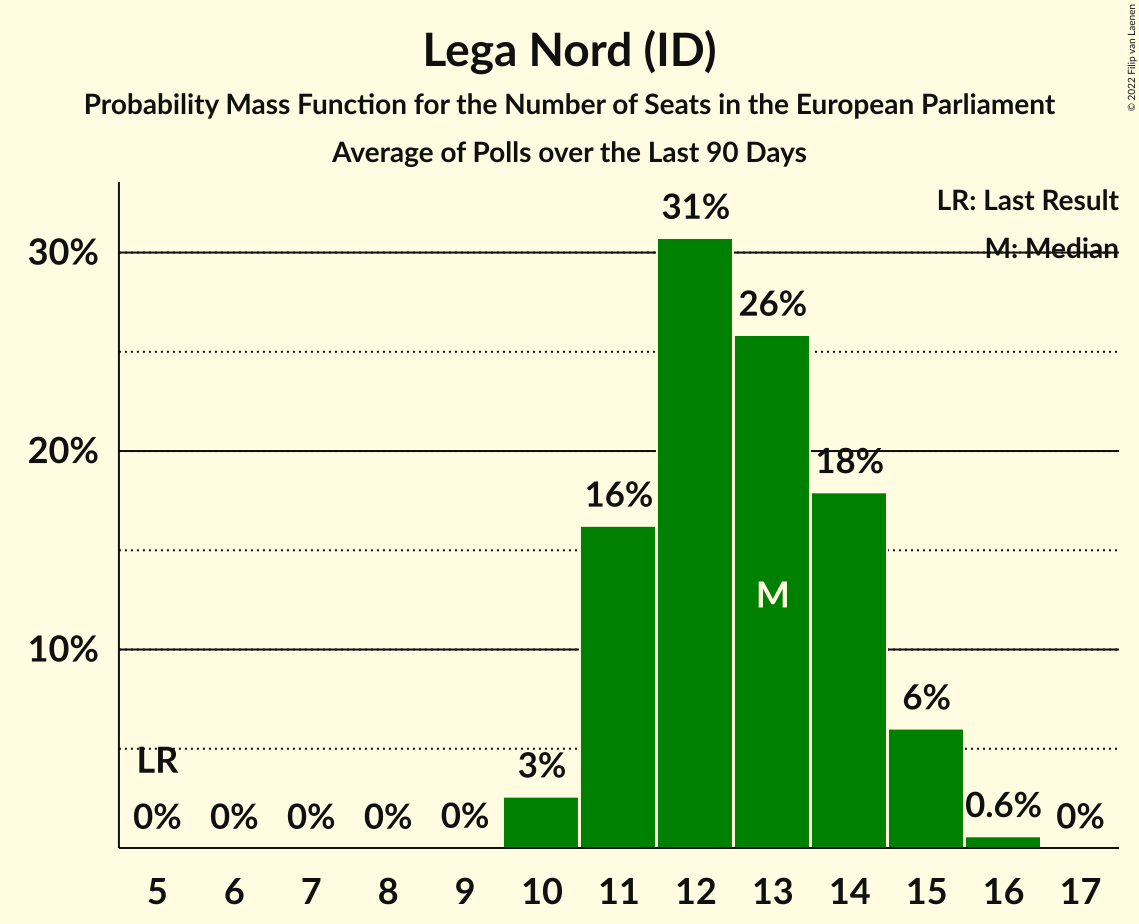 Lega Nord (ID)
Probability Mass Function for the Number of Seats in the European Parliament
Average of Polls over the Last 90 Days
© 2022 Filip van Laenen
LR: Last Result
M: Median
30%
20%
10%
31%
26%
18%
16%
M
6%
3%
0.6%
LR
0% 0% 0% 0% 0% 0%
5 6 7 8 9 10 11 12 13 14 15 16 17